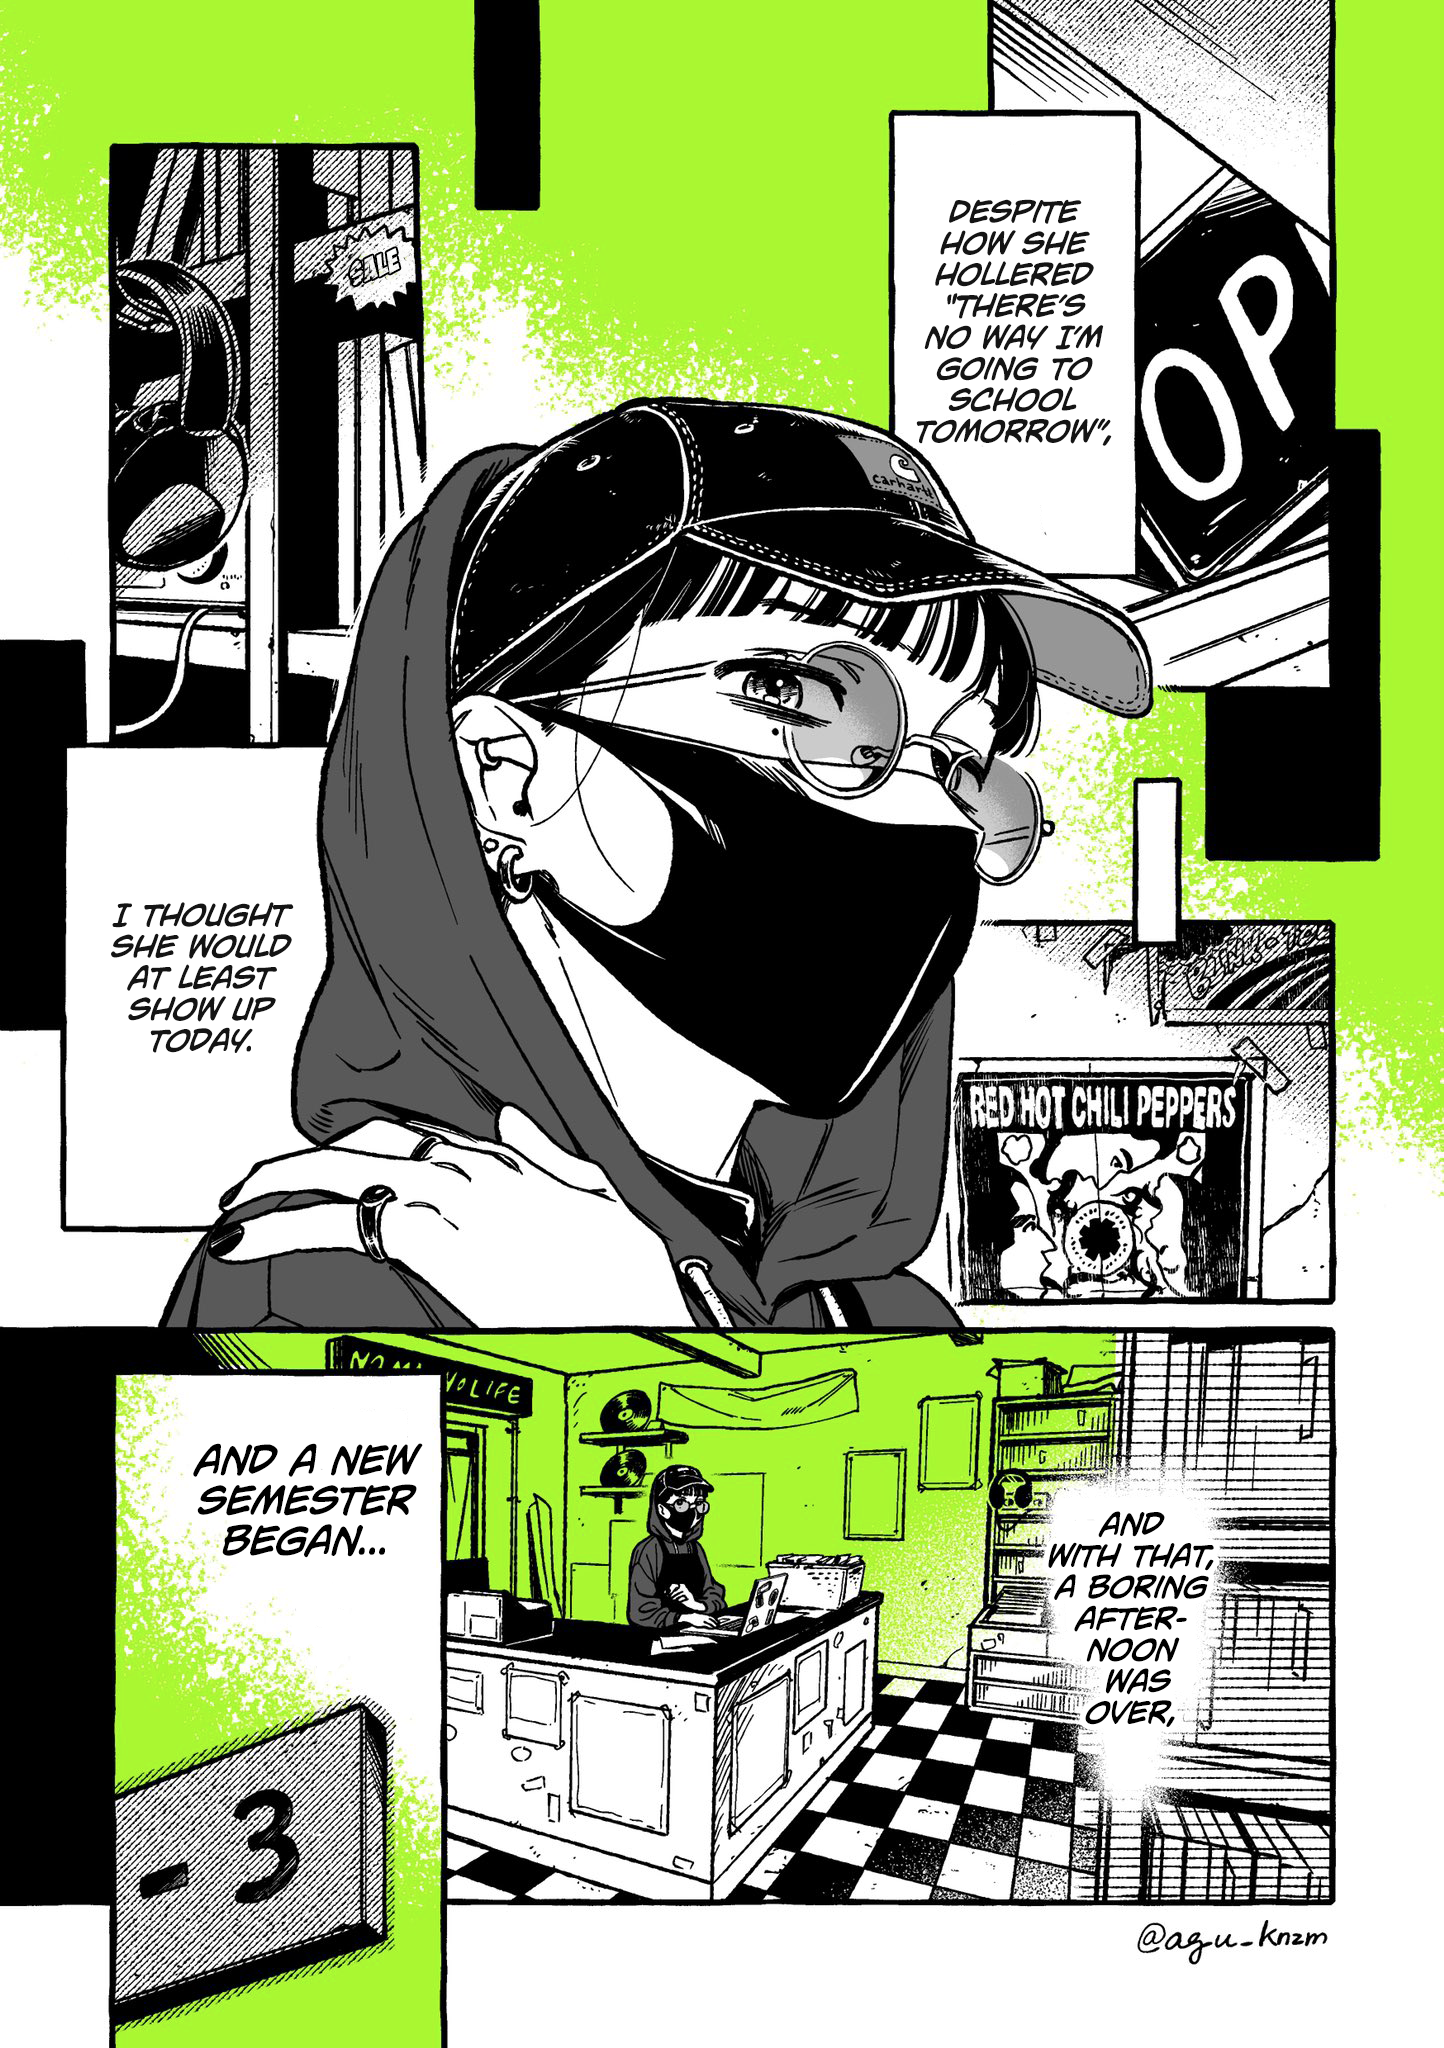 OP
DESPITE
HOW SHE
HOLLERED
"THERE'S
NO WAY I'M
GOING TO
SCHOOL
TOMORROW",
SALE
carhartt
I THOUGHT
SHE WOULD
AT LEAST
SHOW UP
TODAY.
RED HOT CHILI PEPPERS
NO LIFE
AND
WITH THAT,
A BORING
AFTER-
NOON
WAS
OVER,
AND A NEW
SEMESTER
BEGAN...
- 3
@agu_knzm